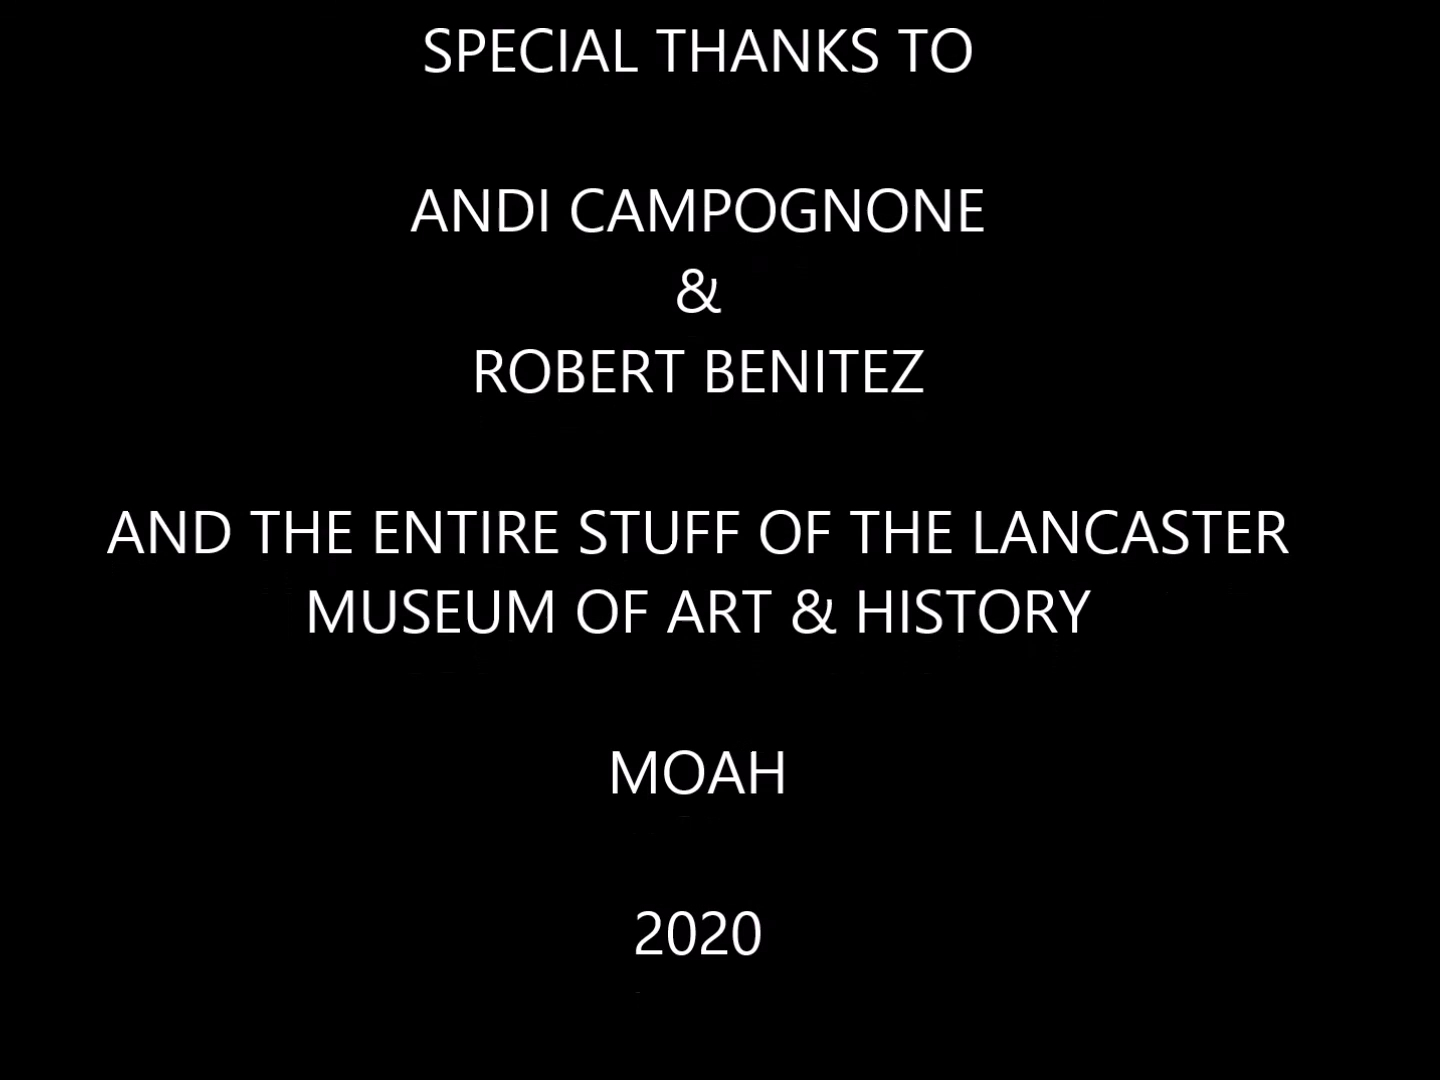 SPECIAL THANKS TO
ANDI CAMPOGNONE
&
ROBERT BENITEZ
AND THE ENTIRE STUFF OF THE LANCASTER
MUSEUM OF ART & HISTORY
MOAH
2020